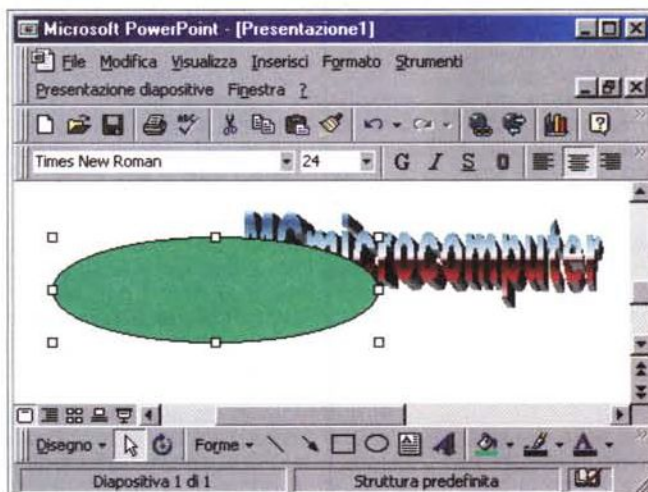 Microsoft PowerPoint - [Presentazione1]
File Modifica Visualizza Inserisci Formato Strumenti
Presentazione diapositive Finestra ?
Times New Roman 24 G I S
MCmicrocomputer
Disegno Forme
Diapositiva 1 di 1 Struttura predefinita